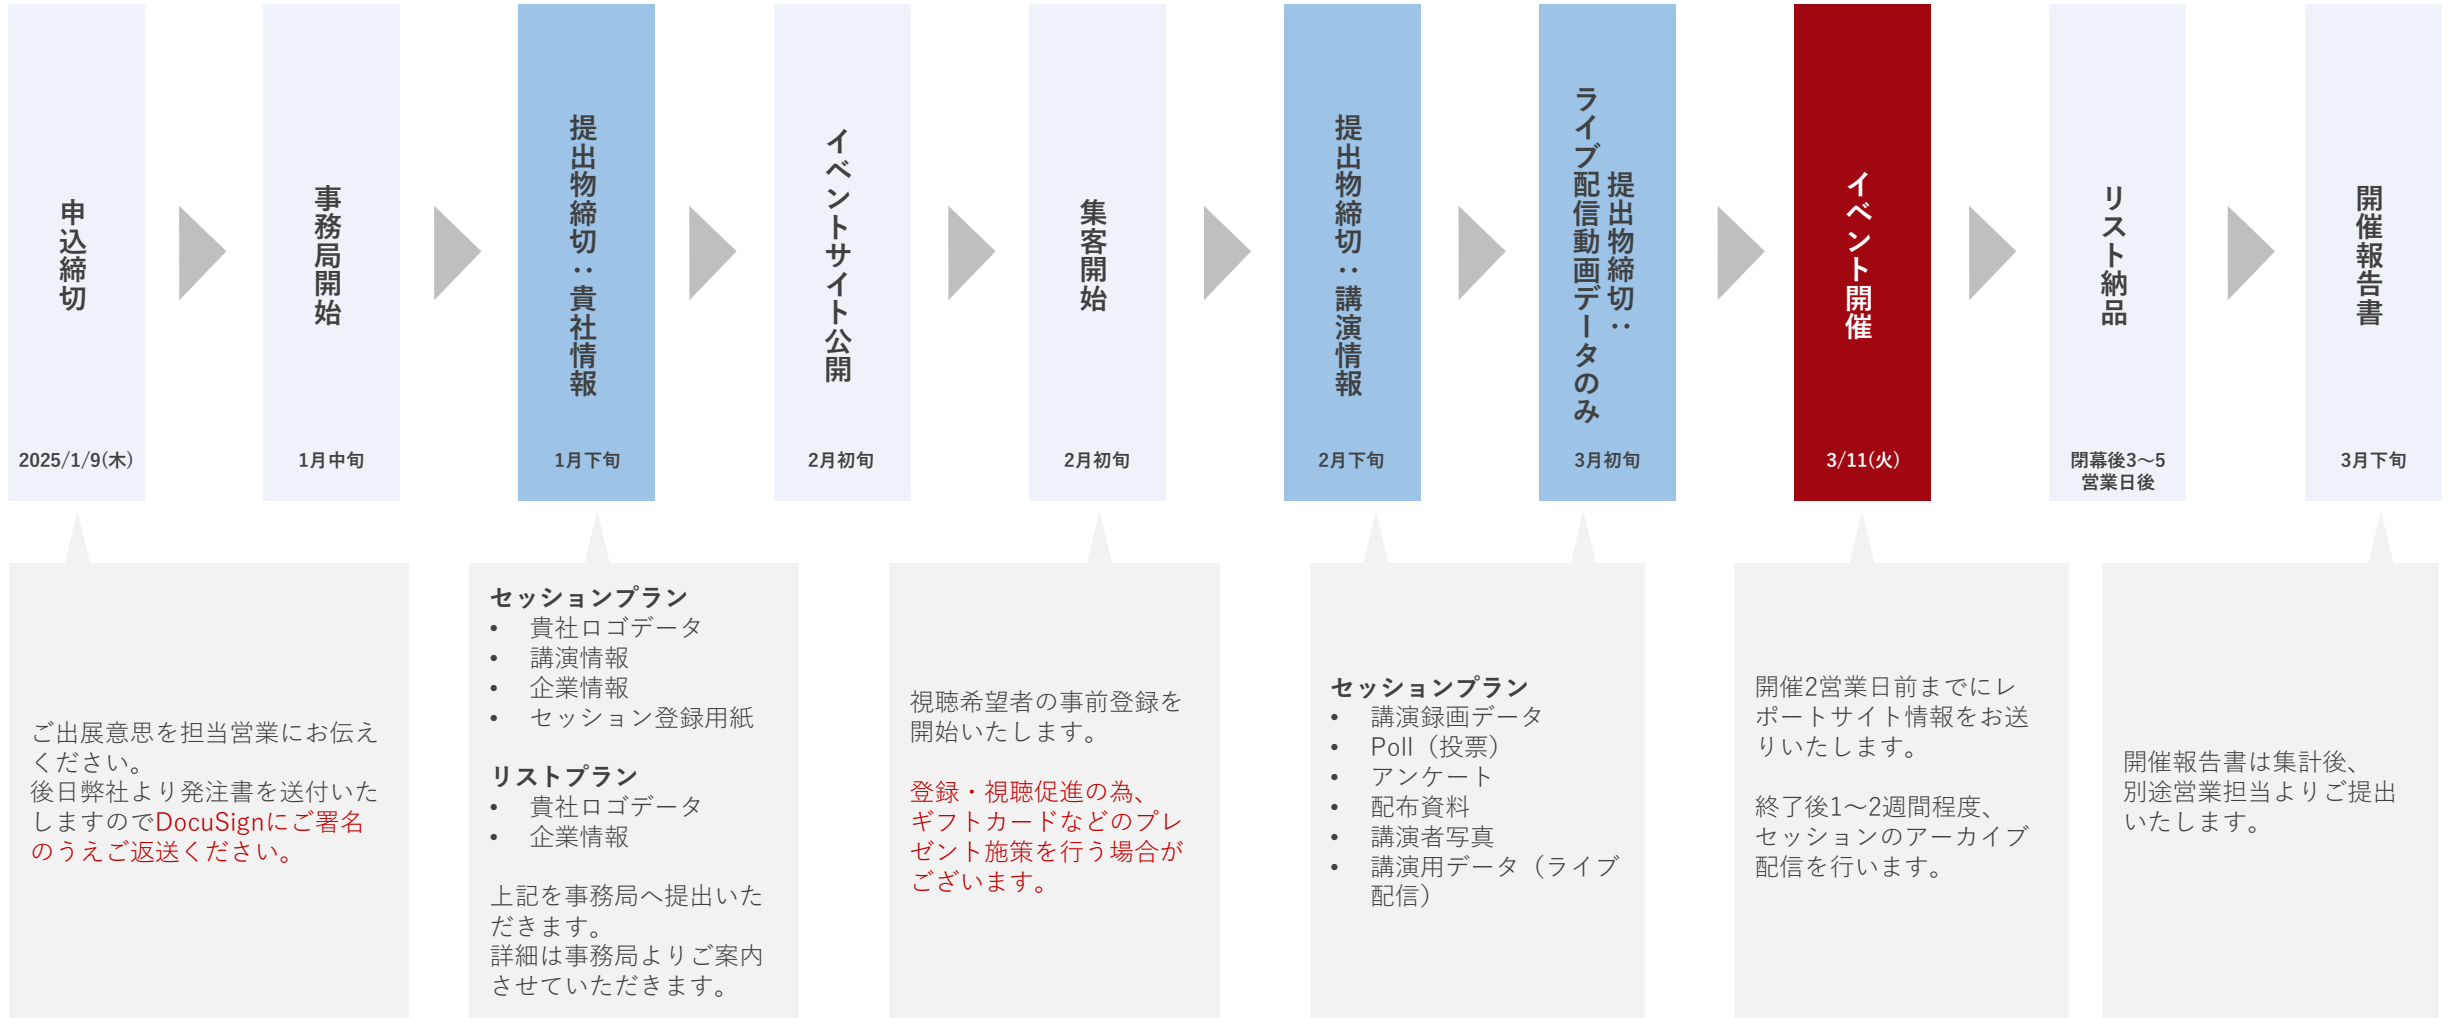 申込締切
2025/1/9(木)
事務局開始
1月中旬
提出物締切：貴社情報
1月下旬
イベントサイト公開
2月初旬
集客開始
2月初旬
提出物締切：講演情報
2月下旬
提出物締切：
ライブ配信動画データのみ
3月初旬
イベント開催
3/11(火)
リスト納品
閉幕後3～5
営業日後
開催報告書
3月下旬
ご出展意思を担当営業にお伝え
ください。
後日弊社より発注書を送付いた
しますのでDocuSignにご署名
のうえご返送ください。
セッションプラン
• 貴社ロゴデータ
• 講演情報
• 企業情報
• セッション登録用紙
リストプラン
• 貴社ロゴデータ
• 企業情報
上記を事務局へ提出いた
だきます。
詳細は事務局よりご案内
させていただきます。
視聴希望者の事前登録を
開始いたします。
登録・視聴促進の為、
ギフトカードなどのプレ
ゼント施策を行う場合が
ございます。
セッションプラン
• 講演録画データ
• Poll（投票）
• アンケート
• 配布資料
• 講演者写真
• 講演用データ（ライブ
配信）
開催2営業日前までにレ
ポートサイト情報をお送
りいたします。
終了後1～2週間程度、
セッションのアーカイブ
配信を行います。
開催報告書は集計後、
別途営業担当よりご提出
いたします。